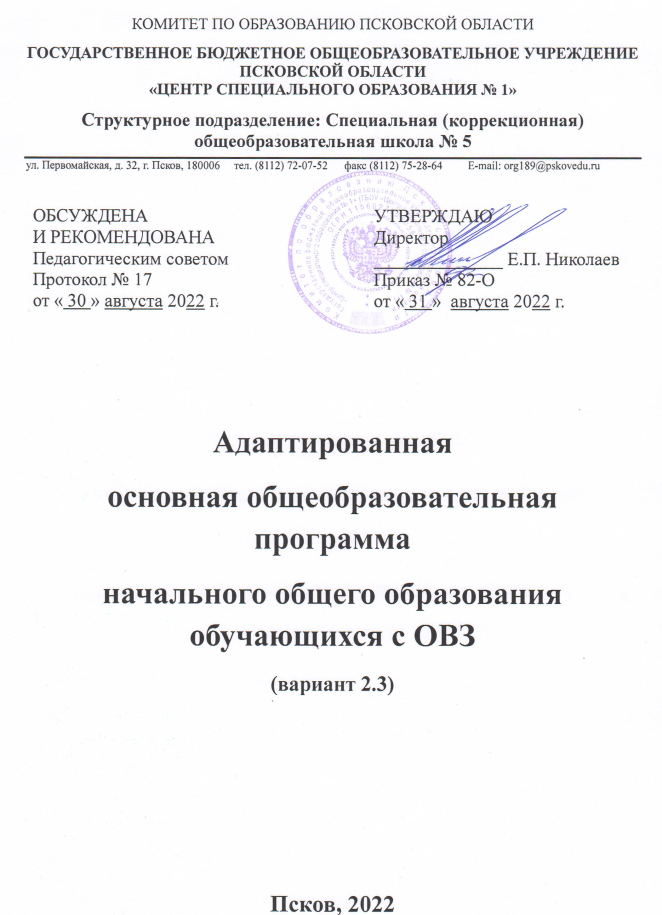 КОМИТЕТ ПО ОБРАЗОВАНИЮ ПСКОВСКОЙ ОБЛАСТИ
ГОСУДАРСТВЕННОЕ БЮДЖЕТНОЕ ОБЩЕОБРАЗОВАТЕЛЬНОЕ УЧРЕЖДЕНИЕ
ПСКОВСКОЙ ОБЛАСТИ
«ЦЕНТР СПЕЦИАЛЬНОГО ОБРАЗОВАНИЯ № 1»
Структурное подразделение: Специальная (коррекционная)
общеобразовательная школа № 5
ул. Первомайская, д. 32, г. Псков, 180006 тел. (8112) 72-07-52 факс (8112) 75-28-64 E-mail: org189@pskovedu.ru
ОБСУЖДЕНА
И РЕКОМЕНДОВАНА
Педагогическим советом
Протокол № 17
от « 30 » августа 2022 г.
УТВЕРЖДАЮ
Директор
______________ Е.П. Николаев
Приказ № 82-О
от « 31 » августа 2022 г.
Адаптированная
основная общеобразовательная
программа
начального общего образования
обучающихся с ОВЗ
(вариант 2.3)
Псков, 2022